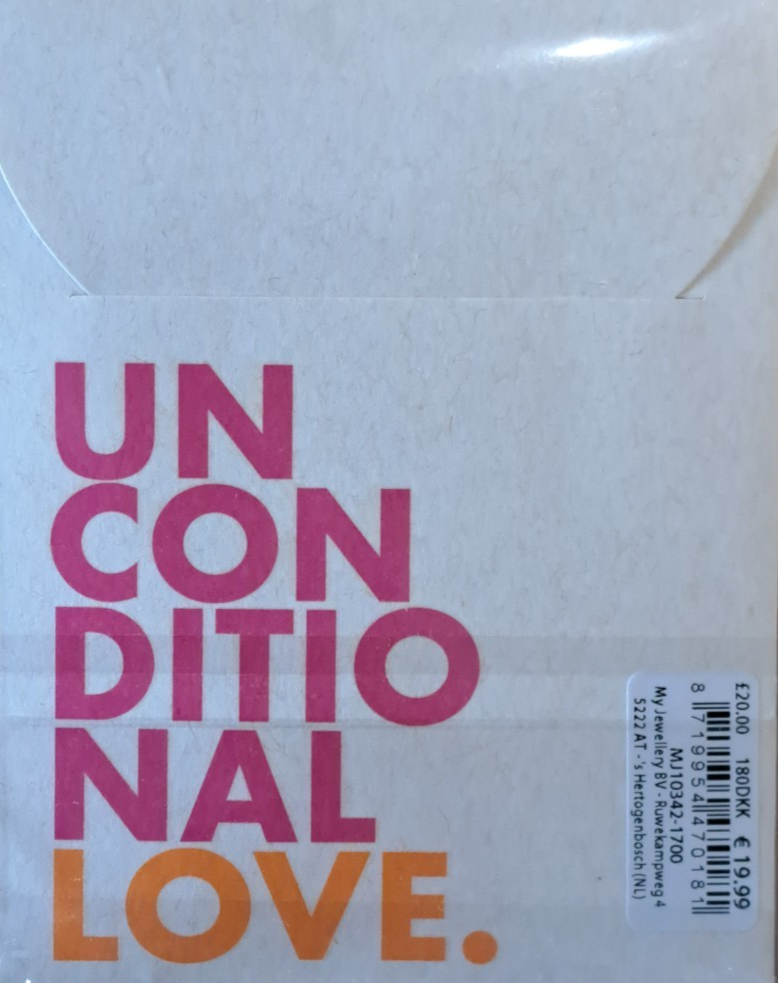 UN
CON
DITIO
NAL
LOVE.
£20.00 180DKK € 19.99
8 719954 470181
MJ10342-1700
My Jewellery BV - Ruwekampweg 4
5222 AT - 's Hertogenbosch (NL)